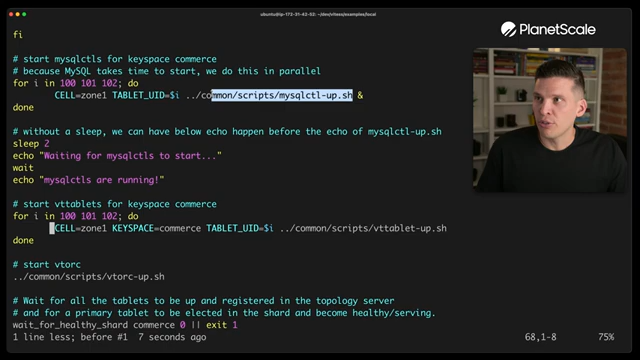 ubuntu@ip-172-31-43-52: ~/dev/vitess/examples/local
PlanetScale
fi
# start mysqlctls for keyspace commerce
# because MySQL takes time to start, we do this in parallel
for i in 100 101 102; do
CELL=zone1 TABLET_UID=$i ../common/scripts/mysqlctl-up.sh &
done
# without a sleep, we can have below echo happen before the echo of mysqlctl-up.sh
sleep 2
echo "Waiting for mysqlctls to start..."
wait
echo "mysqlctls are running!"
# start vttablets for keyspace commerce
for i in 100 101 102; do
CELL=zone1 KEYSPACE=commerce TABLET_UID=$i ../common/scripts/vttablet-up.sh
done
# start vtorc
../common/scripts/vtorc-up.sh
# Wait for all the tablets to be up and registered in the topology server
# and for a primary tablet to be elected in the shard and become healthy/serving.
wait_for_healthy_shard commerce 0 || exit 1
1 line less; before #1 7 seconds ago 68,1-8 75%